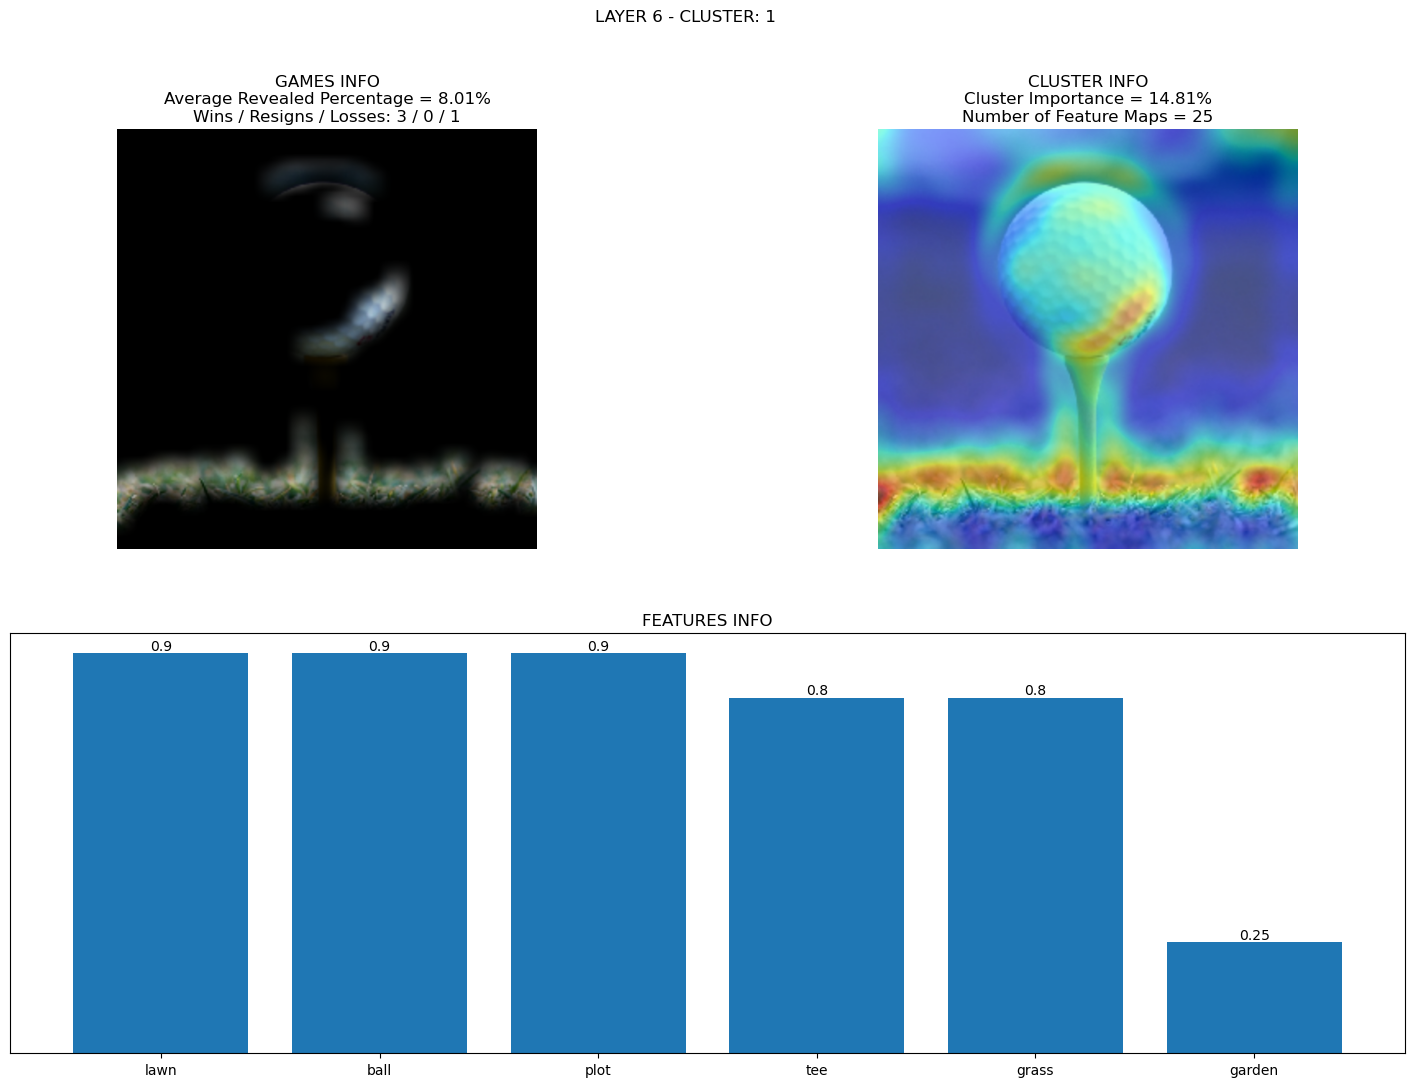 LAYER 6 - CLUSTER: 1
GAMES INFO
Average Revealed Percentage = 8.01%
Wins / Resigns / Losses: 3 / 0 / 1
CLUSTER INFO
Cluster Importance = 14.81%
Number of Feature Maps = 25
FEATURES INFO
0.9 0.9 0.9 0.8 0.8 0.25
lawn ball plot tee grass garden